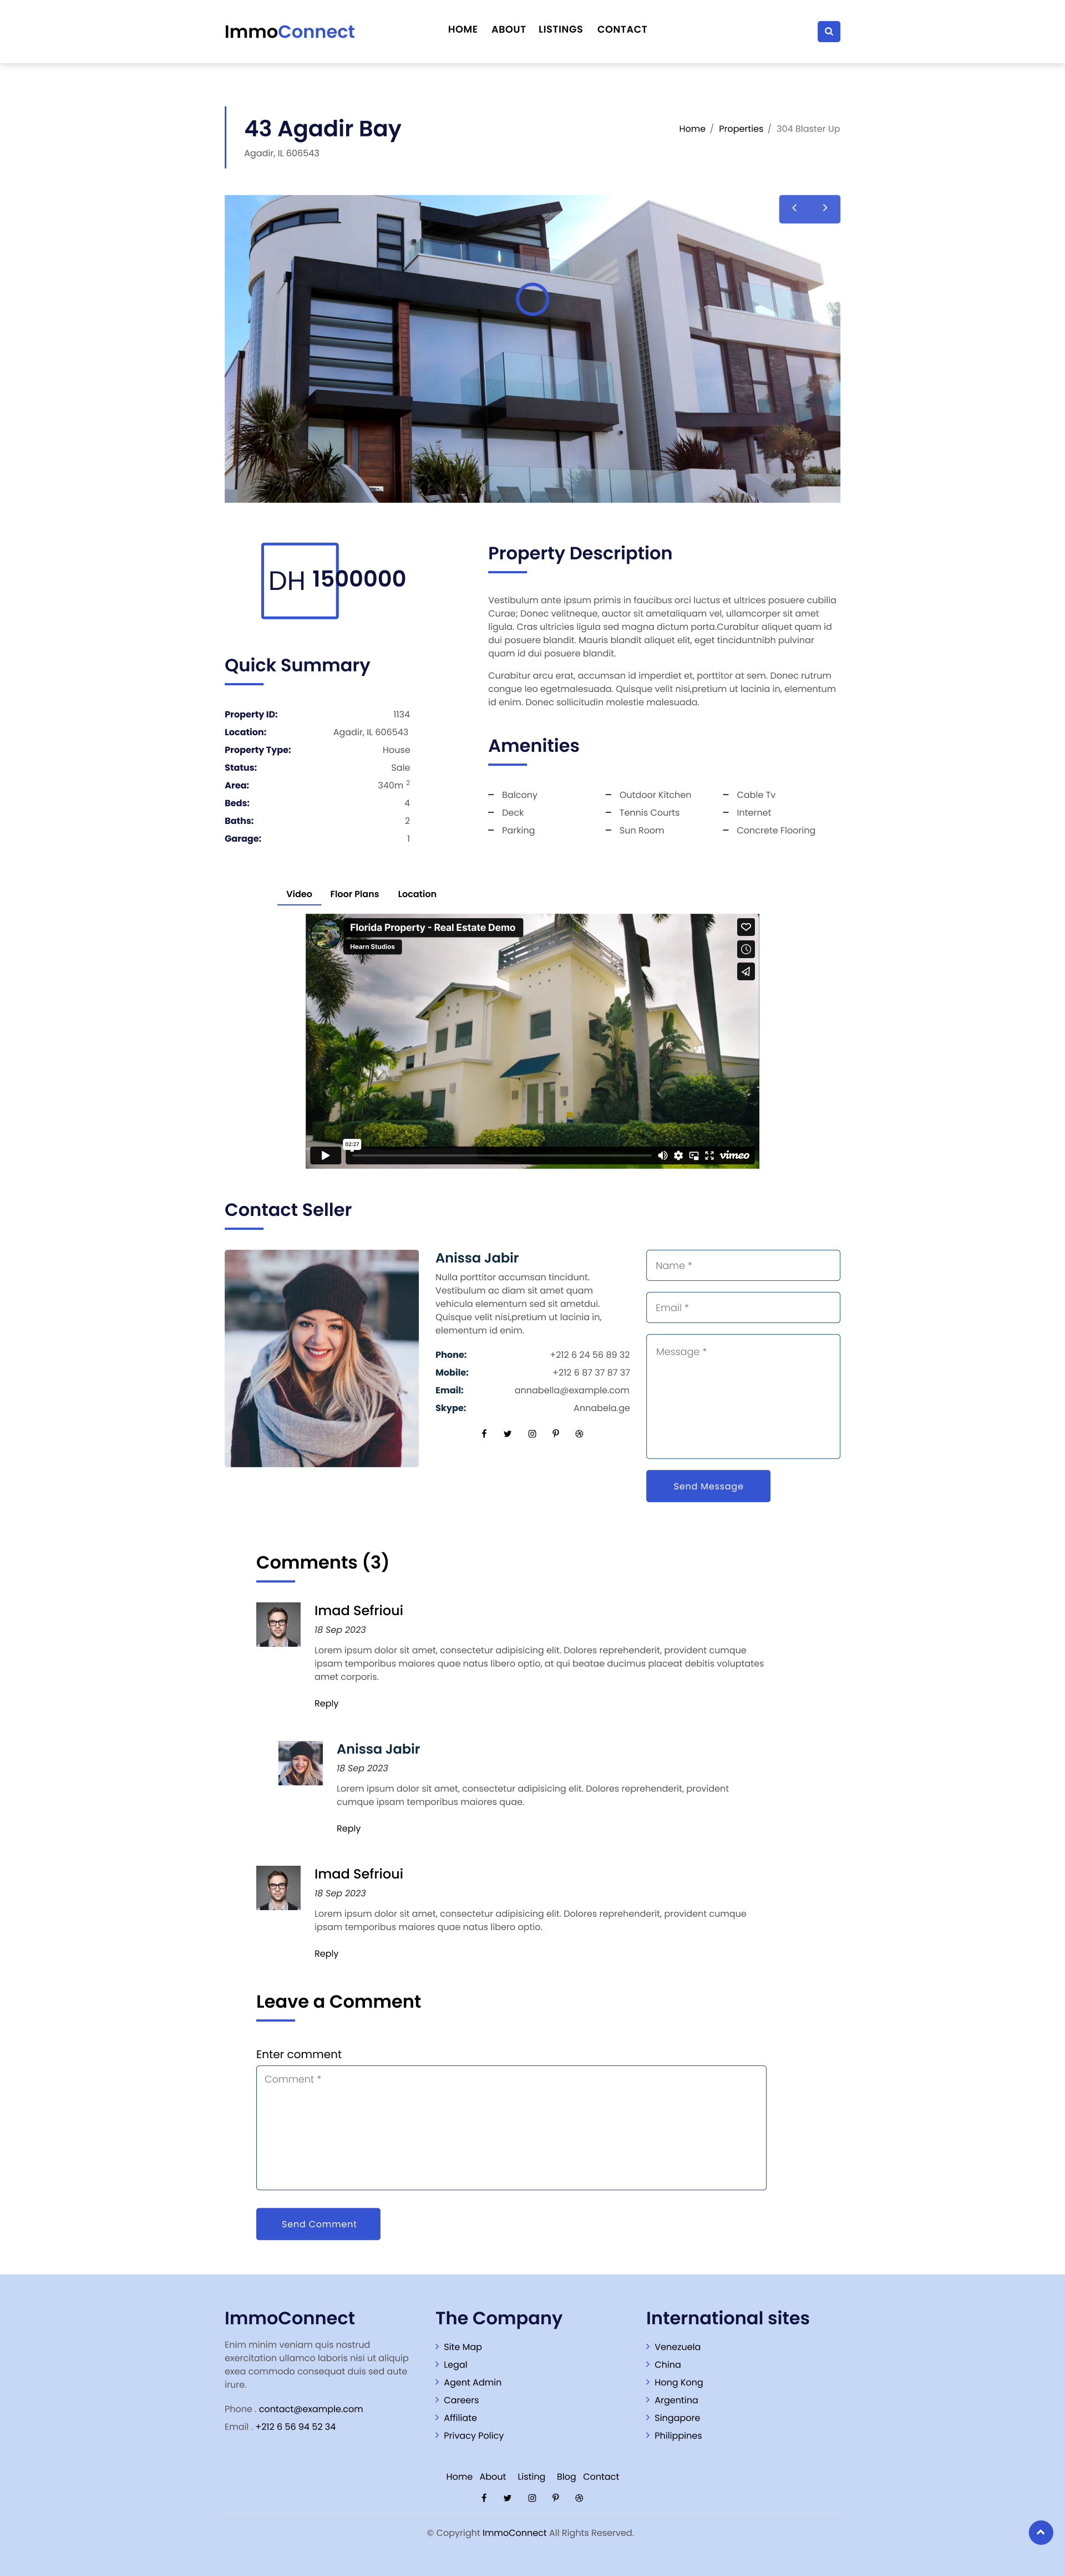 ImmoConnect
HOME ABOUT LISTINGS CONTACT
43 Agadir Bay
Agadir, IL 606543
Home / Properties / 304 Blaster Up
DH 1500000
Quick Summary
Property ID: 1134
Location: Agadir, IL 606543
Property Type: House
Status: Sale
Area: 340m 2
Beds: 4
Baths: 2
Garage: 1
Property Description
Vestibulum ante ipsum primis in faucibus orci luctus et ultrices posuere cubilia
Curae; Donec velitneque, auctor sit ametaliquam vel, ullamcorper sit amet
ligula. Cras ultricies ligula sed magna dictum porta.Curabitur aliquet quam id
dui posuere blandit. Mauris blandit aliquet elit, eget tinciduntnibh pulvinar
quam id dui posuere blandit.
Curabitur arcu erat, accumsan id imperdiet et, porttitor at sem. Donec rutrum
congue leo egetmalesuada. Quisque velit nisi,pretium ut lacinia in, elementum
id enim. Donec sollicitudin molestie malesuada.
Amenities
Balcony
Deck
Parking
Outdoor Kitchen
Tennis Courts
Sun Room
Cable Tv
Internet
Concrete Flooring
Video Floor Plans Location
Florida Property - Real Estate Demo
Hearn Studios
02:27
vimeo
Contact Seller
Anissa Jabir
Nulla porttitor accumsan tincidunt.
Vestibulum ac diam sit amet quam
vehicula elementum sed sit ametdui.
Quisque velit nisi,pretium ut lacinia in,
elementum id enim.
Phone: +212 6 24 56 89 32
Mobile: +212 6 87 37 87 37
Email: annabella@example.com
Skype: Annabela.ge
Name *
Email *
Message *
Send Message
Comments (3)
Imad Sefrioui
18 Sep 2023
Lorem ipsum dolor sit amet, consectetur adipisicing elit. Dolores reprehenderit, provident cumque
ipsam temporibus maiores quae natus libero optio, at qui beatae ducimus placeat debitis voluptates
amet corporis.
Reply
Anissa Jabir
18 Sep 2023
Lorem ipsum dolor sit amet, consectetur adipisicing elit. Dolores reprehenderit, provident
cumque ipsam temporibus maiores quae.
Reply
Imad Sefrioui
18 Sep 2023
Lorem ipsum dolor sit amet, consectetur adipisicing elit. Dolores reprehenderit, provident cumque
ipsam temporibus maiores quae natus libero optio.
Reply
Leave a Comment
Enter comment
Comment *
Send Comment
ImmoConnect
Enim minim veniam quis nostrud
exercitation ullamco laboris nisi ut aliquip
exea commodo consequat duis sed aute
irure.
Phone . contact@example.com
Email . +212 6 56 94 52 34
The Company
Site Map
Legal
Agent Admin
Careers
Affiliate
Privacy Policy
International sites
Venezuela
China
Hong Kong
Argentina
Singapore
Philippines
Home About Listing Blog Contact
© Copyright ImmoConnect All Rights Reserved.